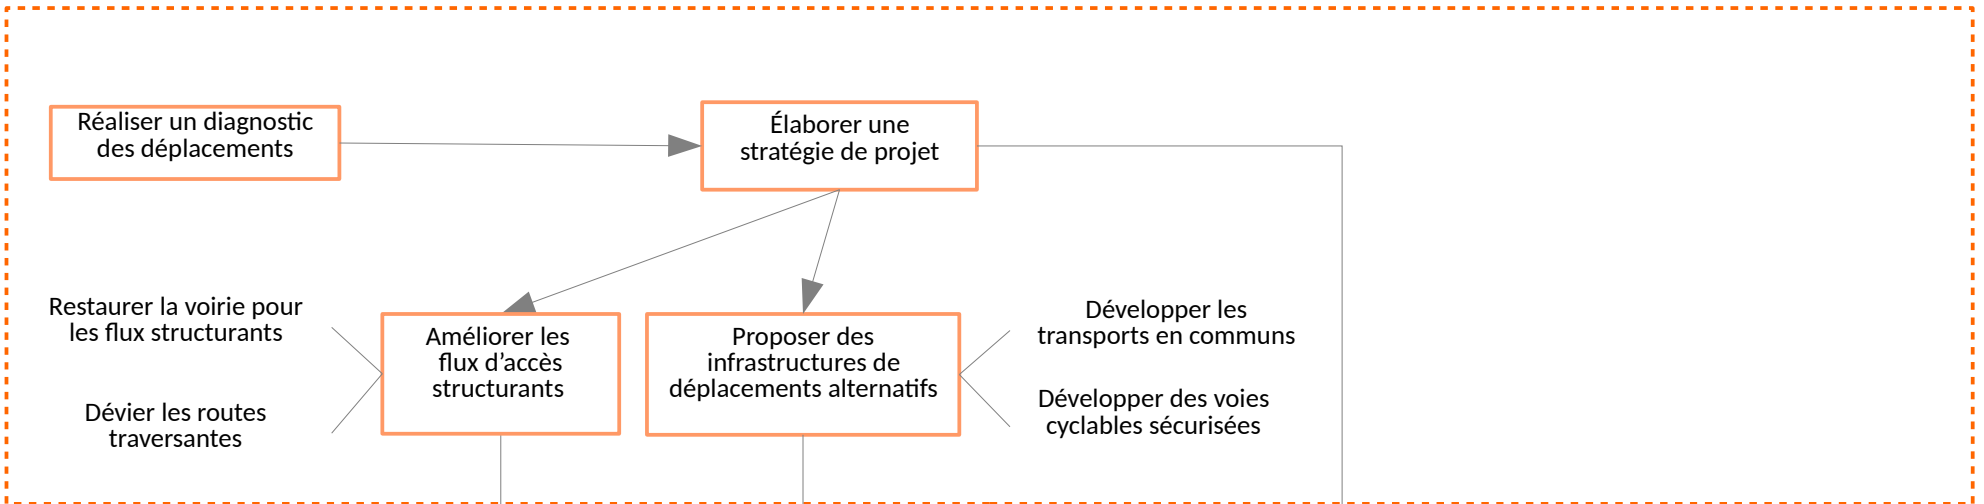 Réaliser un diagnostic
des déplacements
Élaborer une
stratégie de projet
Restaurer la voirie pour
les flux structurants
Dévier les routes
traversantes
Améliorer les
flux d’accès
structurants
Proposer des
infrastructures de
déplacements alternatifs
Développer les
transports en communs
Développer des voies
cyclables sécurisées